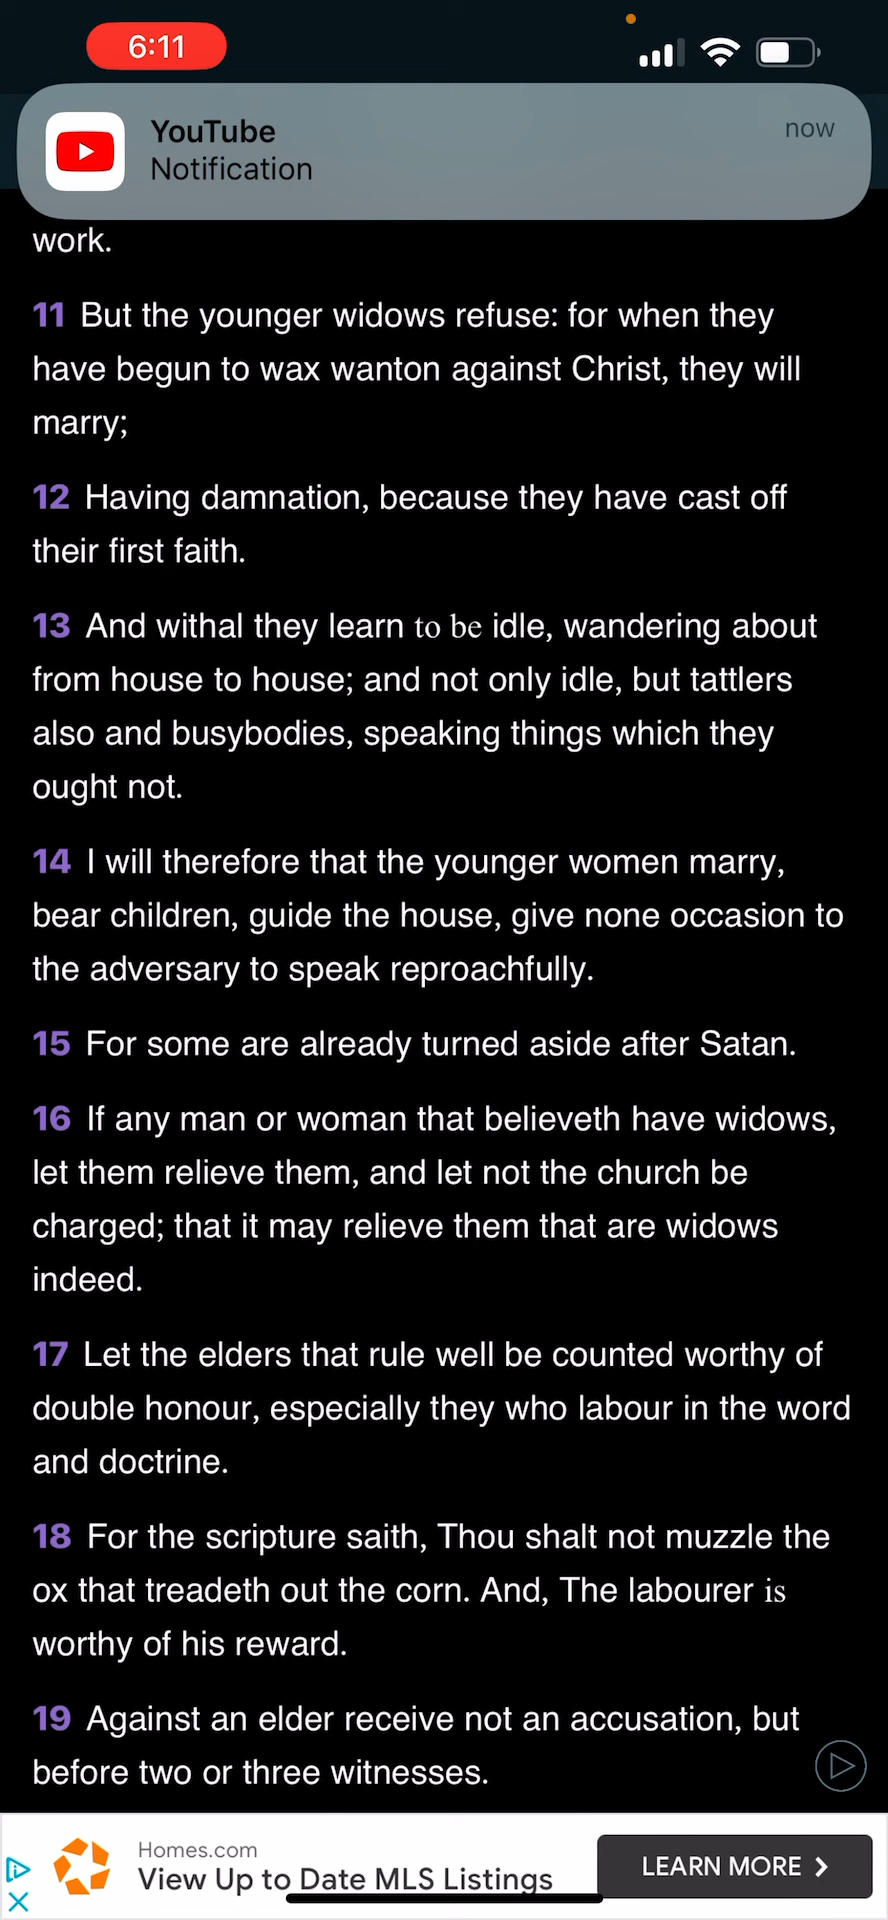 6:11
YouTube
now
Notification
work.
11 But the younger widows refuse: for when they
have begun to wax wanton against Christ, they will
marry;
12 Having damnation, because they have cast off
their first faith.
13 And withal they learn to be idle, wandering about
from house to house; and not only idle, but tattlers
also and busybodies, speaking things which they
ought not.
14 I will therefore that the younger women marry,
bear children, guide the house, give none occasion to
the adversary to speak reproachfully.
15 For some are already turned aside after Satan.
16 If any man or woman that believeth have widows,
let them relieve them, and let not the church be
charged; that it may relieve them that are widows
indeed.
17 Let the elders that rule well be counted worthy of
double honour, especially they who labour in the word
and doctrine.
18 For the scripture saith, Thou shalt not muzzle the
ox that treadeth out the corn. And, The labourer is
worthy of his reward.
19 Against an elder receive not an accusation, but
before two or three witnesses.
Homes.com
View Up to Date MLS Listings
LEARN MORE